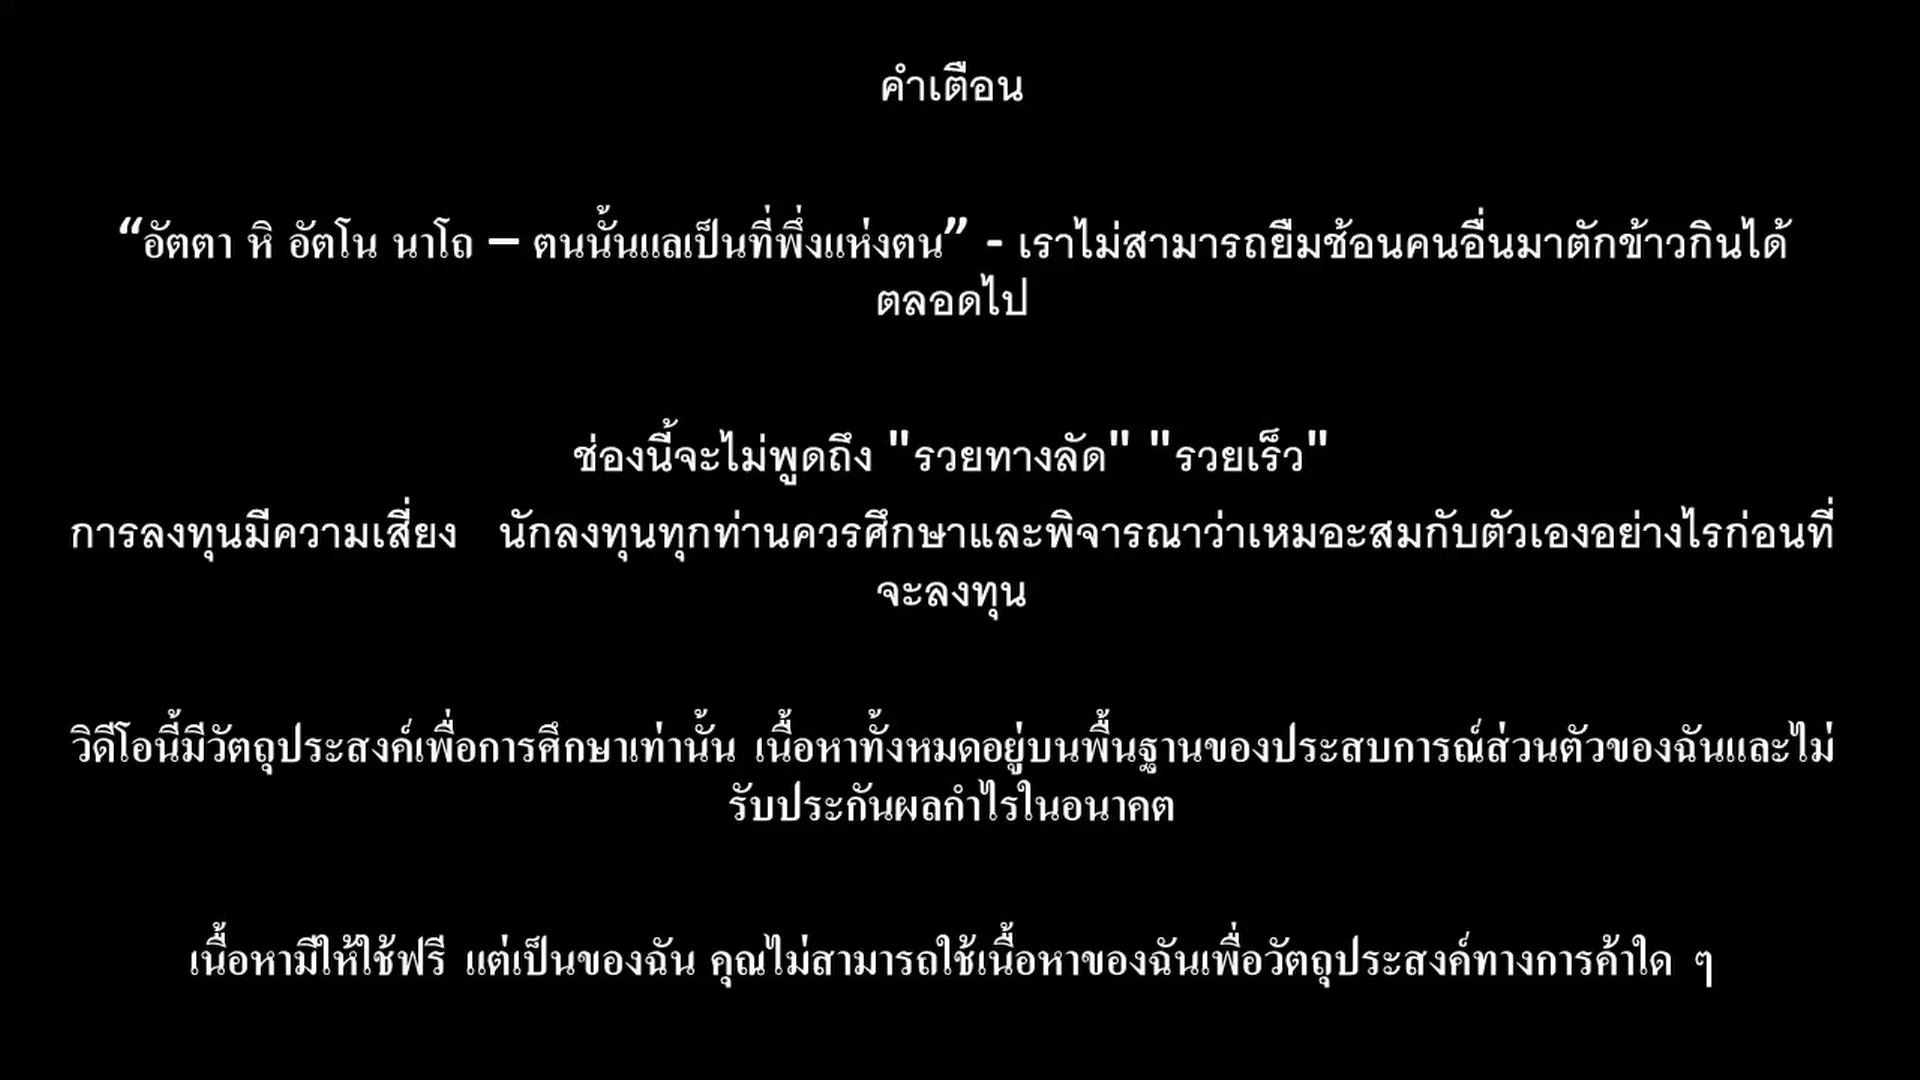 คำเตือน
“อัตตา หิ อัตโน นาโถ – ตนนั้นแลเป็นที่พึ่งแห่งตน” - เราไม่สามารถยืมช้อนคนอื่นมาตักข้าวกินได้
ตลอดไป
ช่องนี้จะไม่พูดถึง "รวยทางลัด" "รวยเร็ว"
การลงทุนมีความเสี่ยง นักลงทุนทุกท่านควรศึกษาและพิจารณาว่าเหมอะสมกับตัวเองอย่างไรก่อนที่
จะลงทุน
วิดีโอนี้มีวัตถุประสงค์เพื่อการศึกษาเท่านั้น เนื้อหาทั้งหมดอยู่บนพื้นฐานของประสบการณ์ส่วนตัวของฉันและไม่
รับประกันผลกำไรในอนาคต
เนื้อหามีให้ใช้ฟรี แต่เป็นของฉัน คุณไม่สามารถใช้เนื้อหาของฉันเพื่อวัตถุประสงค์ทางการค้าใด ๆ